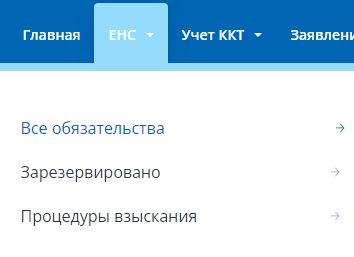 Главная ЕНС Учет ККТ Заявлени
Все обязательства
Зарезервировано
Процедуры взыскания